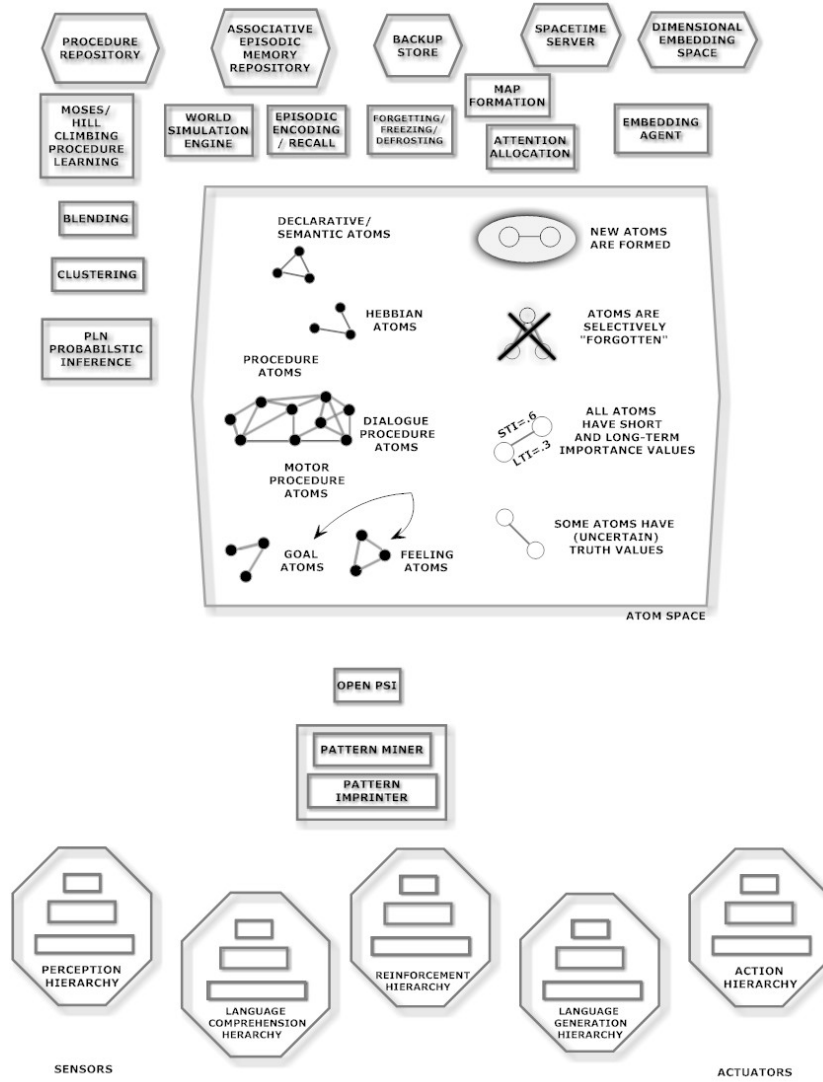 PROCEDURE
REPOSITORY
ASSOCIATIVE
EPISODIC
MEMORY
REPOSITORY
BACKUP
STORE
SPACETIME
SERVER
DIMENSIONAL
EMBEDDING
SPACE
MOSES/
HILL
CLIMBING
PROCEDURE
LEARNING
WORLD
SIMULATION
ENGINE
EPISODIC
ENCODING
/ RECALL
FORGETTING/
FREEZING/
DEFROSTING
MAP
FORMATION
ATTENTION
ALLOCATION
EMBEDDING
AGENT
BLENDING
CLUSTERING
PLN
PROBABILSTIC
INFERENCE
DECLARATIVE/
SEMANTIC ATOMS
HEBBIAN
ATOMS
PROCEDURE
ATOMS
DIALOGUE
PROCEDURE
ATOMS
MOTOR
PROCEDURE
ATOMS
GOAL
ATOMS
FEELING
ATOMS
NEW ATOMS
ARE FORMED
ATOMS ARE
SELECTIVELY
"FORGOTTEN"
STI=.6
LTI=.3
ALL ATOMS
HAVE SHORT
AND LONG-TERM
IMPORTANCE VALUES
SOME ATOMS HAVE
(UNCERTAIN)
TRUTH VALUES
ATOM SPACE
OPEN PSI
PATTERN MINER
PATTERN
IMPRINTER
PERCEPTION
HIERARCHY
LANGUAGE
COMPREHENSION
HERARCHY
REINFORCEMENT
HIERARCHY
LANGUAGE
GENERATION
HIERARCHY
ACTION
HIERARCHY
SENSORS
ACTUATORS